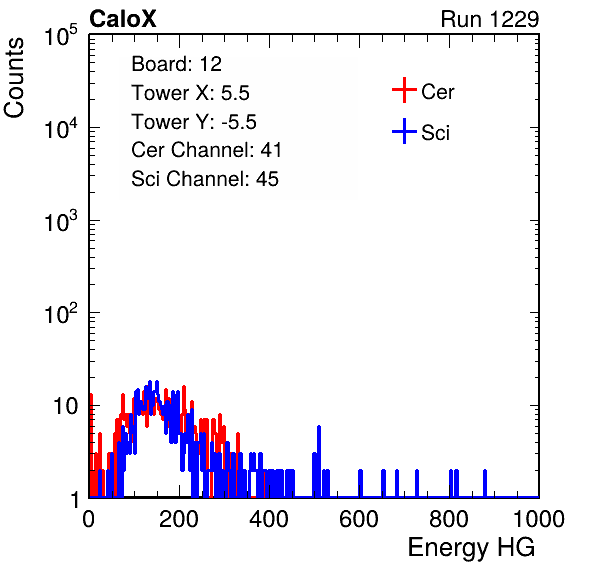 CaloX Run 1229
Counts
10^5
10^4
10^3
10^2
10
1
Board: 12
Tower X: 5.5
Tower Y: -5.5
Cer Channel: 41
Sci Channel: 45
Cer
Sci
0 200 400 600 800 1000
Energy HG